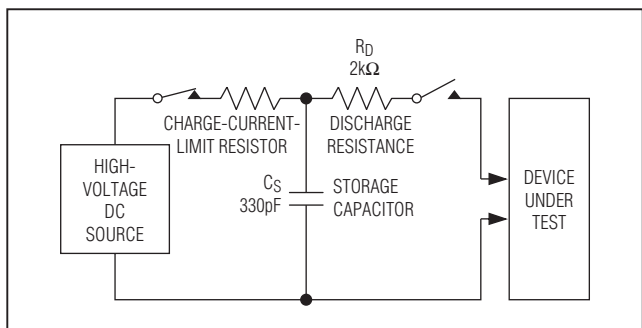 R_D
2kΩ
CHARGE-CURRENT-
LIMIT RESISTOR
DISCHARGE
RESISTANCE
HIGH-
VOLTAGE
DC
SOURCE
C_S
330pF
STORAGE
CAPACITOR
DEVICE
UNDER
TEST